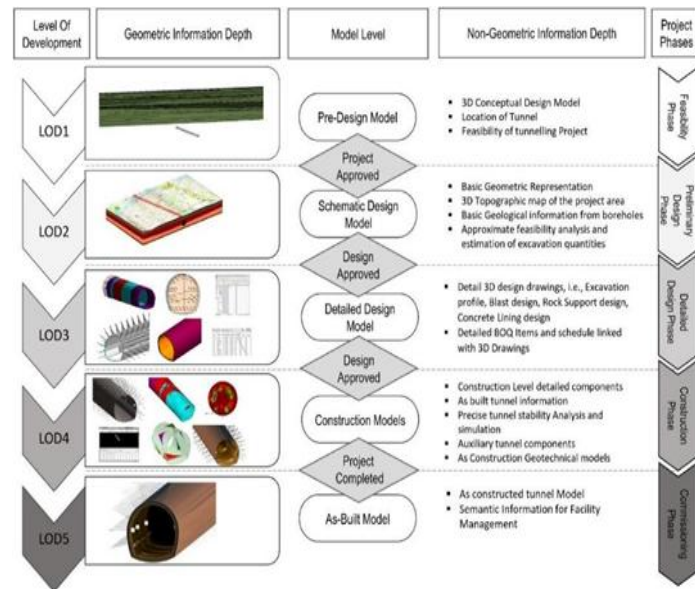 Level Of
Development
Geometric Information Depth
Model Level
Non-Geometric Information Depth
Project
Phases
LOD1
Pre-Design Model
3D Conceptual Design Model
Location of Tunnel
Feasibility of tunnelling Project
Feasibility
Phase
Project
Approved
LOD2
Schematic Design
Model
Basic Geometric Representation
3D Topographic map of the project area
Basic Geological information from boreholes
Approximate feasibility analysis and
estimation of excavation quantities
Preliminary
Design Phase
Design
Approved
LOD3
Detailed Design
Model
Detail 3D design drawings, i.e., Excavation
profile, Blast design, Rock Support design,
Concrete Lining design
Detailed BOQ Items and schedule linked
with 3D Drawings
Detailed
Design Phase
Design
Approved
LOD4
Construction Models
Construction Level detailed components
As built tunnel information
Precise tunnel stability Analysis and
simulation
Auxiliary tunnel components
As Construction Geotechnical models
Construction
Phase
Project
Completed
LOD5
As-Built Model
As constructed tunnel Model
Semantic Information for Facility
Management
Commissioning
Phase